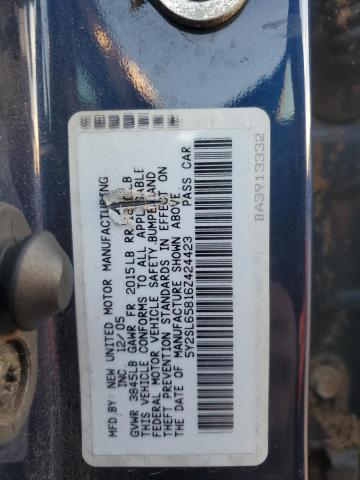 MFD.BY: NEW UNITED MOTOR MANUFACTURING
INC. 12/05
GVWR 3845LB GAWR FR 2015LB RR LB
THIS VEHICLE CONFORMS TO ALL APPLICABLE
FEDERAL MOTOR VEHICLE SAFETY,BUMPER,AND
THEFT PREVENTION STANDARDS IN EFFECT ON
THE DATE OF MANUFACTURE SHOWN ABOVE.
5Y2SL65816Z424423 PASS CAR
BA3913332